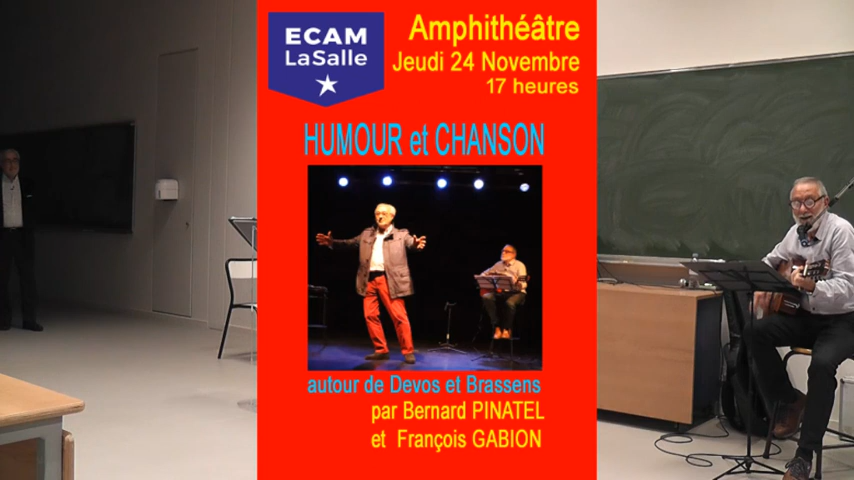 ECAM
LaSalle
Amphithéâtre
Jeudi 24 Novembre
17 heures
HUMOUR et CHANSON
autour de Devos et Brassens
par Bernard PINATEL
et François GABION